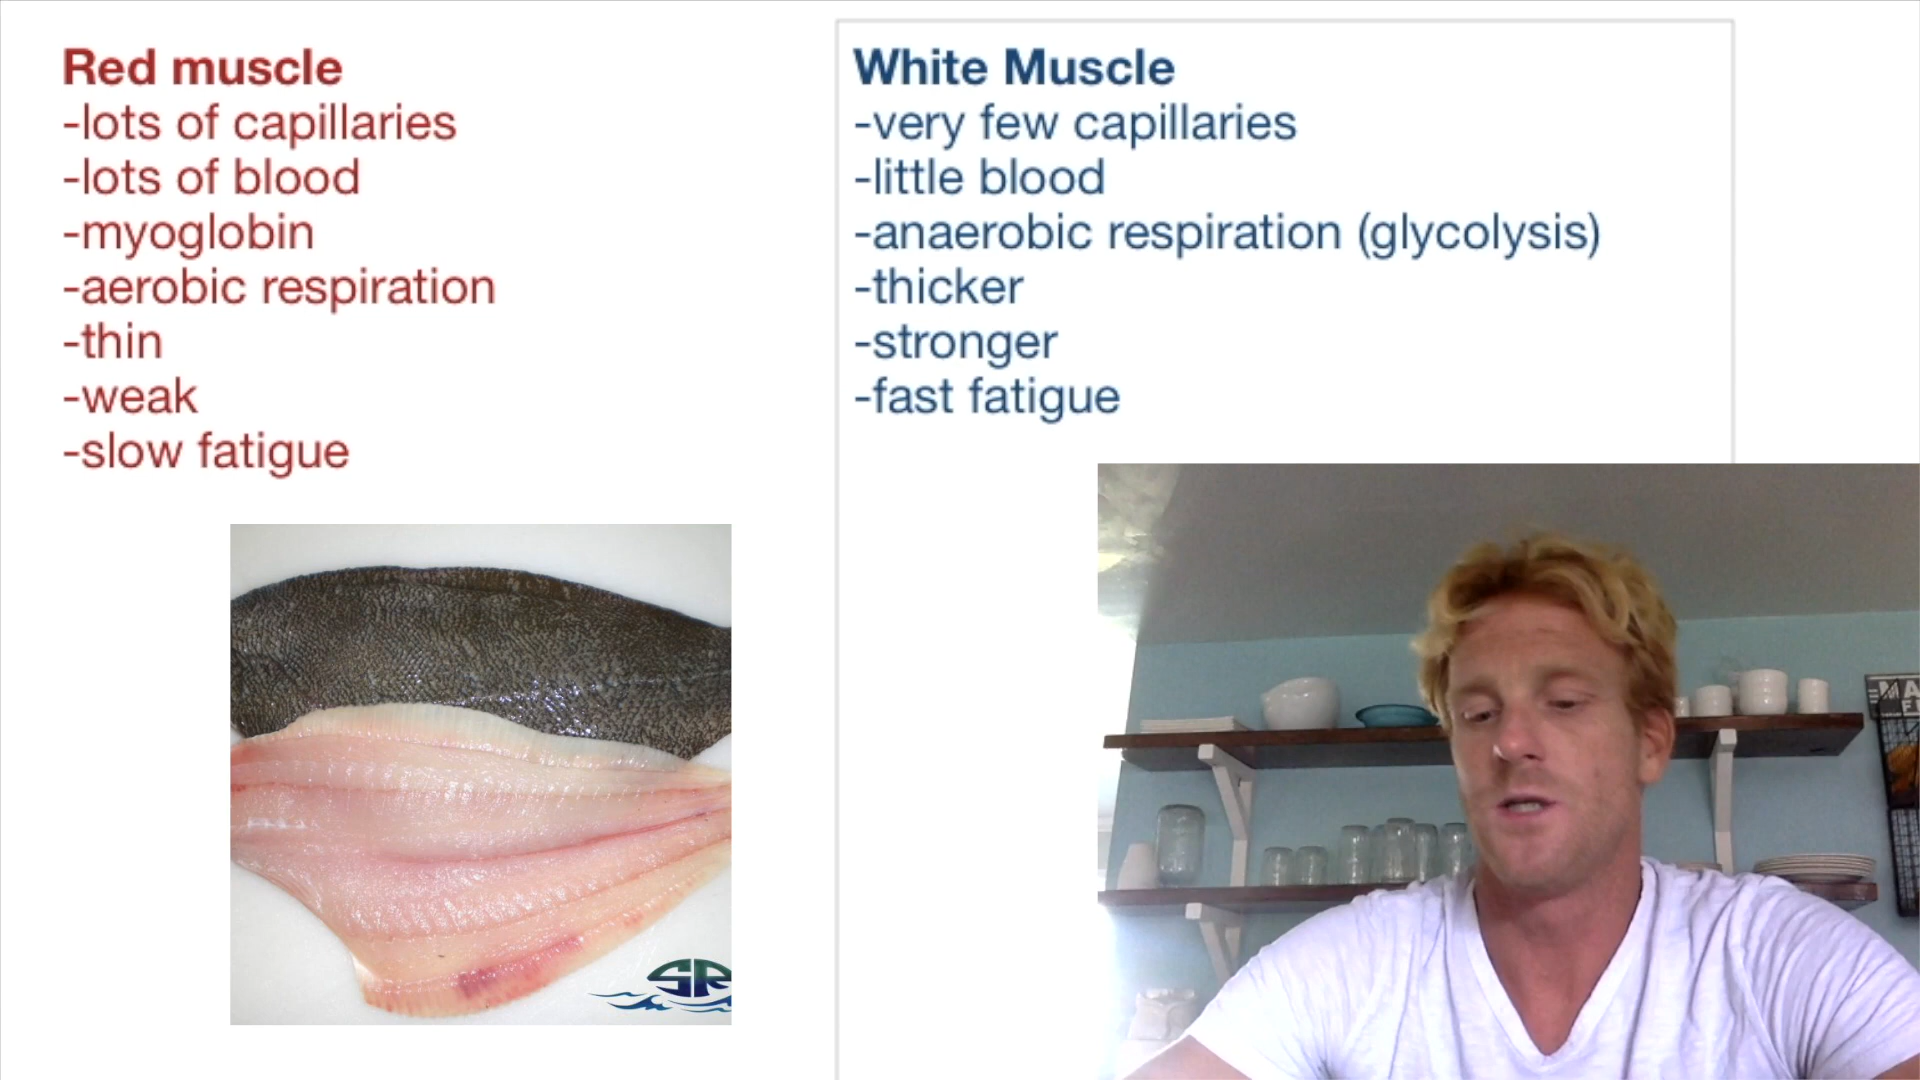 Red muscle
-lots of capillaries
-lots of blood
-myoglobin
-aerobic respiration
-thin
-weak
-slow fatigue
White Muscle
-very few capillaries
-little blood
-anaerobic respiration (glycolysis)
-thicker
-stronger
-fast fatigue
SR